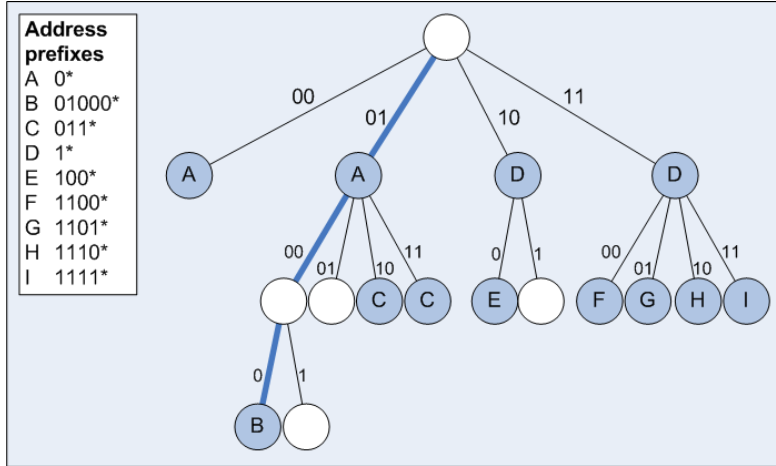 Address
prefixes
A 0*
B 01000*
C 011*
D 1*
E 100*
F 1100*
G 1101*
H 1110*
I 1111*
00 01 10 11
A A D D
00 01 10 11 0 1 00 01 10 11
C C E F G H I
0 1
B